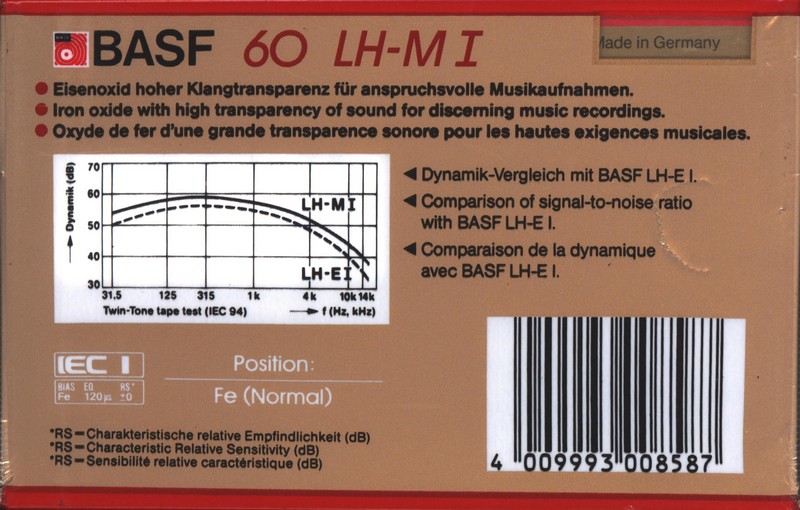 BASF 60 LH-M I
Made in Germany
Eisenoxid hoher Klangtransparenz für anspruchsvolle Musikaufnahmen.
Iron oxide with high transparency of sound for discerning music recordings.
Oxyde de fer d'une grande transparence sonore pour les hautes exigences musicales.
Dynamik (dB)
70
60
50
40
30
LH-M I
LH-E I
31,5 125 315 1k 4k 10k 14k
Twin-Tone tape test (IEC 94) f (Hz, kHz)
Dynamik-Vergleich mit BASF LH-E I.
Comparison of signal-to-noise ratio
with BASF LH-E I.
Comparaison de la dynamique
avec BASF LH-E I.
IEC I
BIAS EQ RS*
Fe 120µs ±0
Position:
Fe (Normal)
*RS=Charakteristische relative Empfindlichkeit (dB)
*RS=Characteristic Relative Sensitivity (dB)
*RS=Sensibilité relative caractéristique (dB)
4 009993 008587